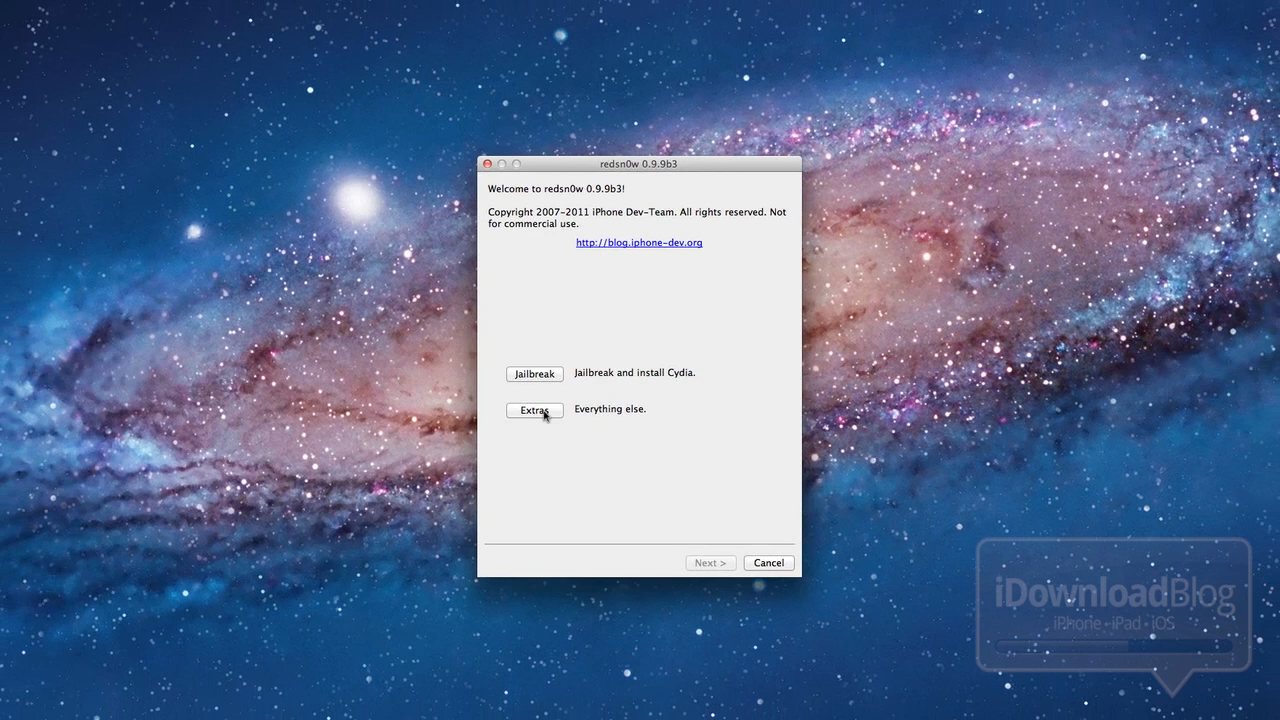 redsn0w 0.9.9b3
Welcome to redsn0w 0.9.9b3!
Copyright 2007-2011 iPhone Dev-Team. All rights reserved. Not
for commercial use.
http://blog.iphone-dev.org
Jailbreak
Jailbreak and install Cydia.
Extras
Everything else.
Next >
Cancel
iDownloadBlog
iPhone • iPad • iOS